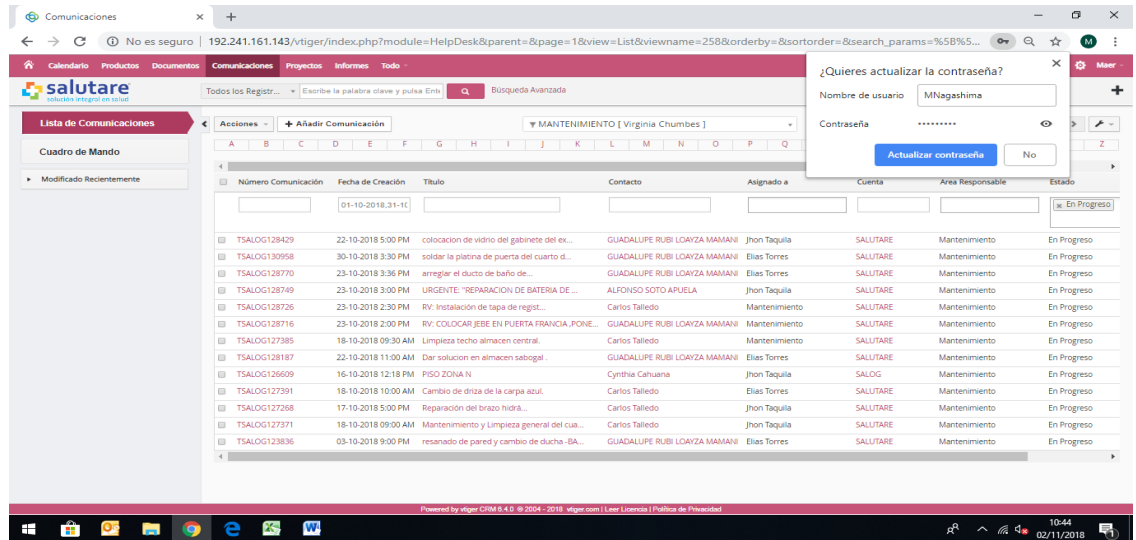 Comunicaciones
No es seguro | 192.241.161.143/vtiger/index.php?module=HelpDesk&parent=&page=1&view=List&viewname=258&orderby=&sortorder=&search_params=%5B%5...
M
Calendario Productos Documentos Comunicaciones Proyectos Informes Todo
Maer
salutare
solución integral en salud
Todos los Registr... Escribe la palabra clave y pulsa Ent Búsqueda Avanzada
¿Quieres actualizar la contraseña?
Nombre de usuario MNagashima
Contraseña •••••••••
Actualizar contraseña No
Lista de Comunicaciones
Cuadro de Mando
Modificado Recientemente
Acciones + Añadir Comunicación MANTENIMIENTO [ Virginia Chumbes ]
A B C D E F G H I J K L M N O P Q Z
Número Comunicación Fecha de Creación Título Contacto Asignado a Cuenta Area Responsable Estado
01-10-2018,31-1( En Progreso
TSALOG128429 22-10-2018 5:00 PM colocacion de vidrio del gabinete del ex... GUADALUPE RUBI LOAYZA MAMANI Jhon Taquila SALUTARE Mantenimiento En Progreso
TSALOG130958 30-10-2018 3:30 PM soldar la platina de puerta del cuarto d... GUADALUPE RUBI LOAYZA MAMANI Elias Torres SALUTARE Mantenimiento En Progreso
TSALOG128770 23-10-2018 3:36 PM arreglar el ducto de baño de... GUADALUPE RUBI LOAYZA MAMANI Elias Torres SALUTARE Mantenimiento En Progreso
TSALOG128749 23-10-2018 3:00 PM URGENTE: "REPARACION DE BATERIA DE ... ALFONSO SOTO APUELA Jhon Taquila SALUTARE Mantenimiento En Progreso
TSALOG128726 23-10-2018 2:30 PM RV: Instalación de tapa de regist... Carlos Talledo Mantenimiento SALUTARE Mantenimiento En Progreso
TSALOG128716 23-10-2018 2:00 PM RV: COLOCAR JEBE EN PUERTA FRANCIA ,PONE... GUADALUPE RUBI LOAYZA MAMANI Mantenimiento SALUTARE Mantenimiento En Progreso
TSALOG127385 18-10-2018 09:30 AM Limpieza techo almacen central. Carlos Talledo Mantenimiento SALUTARE Mantenimiento En Progreso
TSALOG128187 22-10-2018 11:00 AM Dar solucion en almacen sabogal . GUADALUPE RUBI LOAYZA MAMANI Elias Torres SALUTARE Mantenimiento En Progreso
TSALOG126609 16-10-2018 12:18 PM PISO ZONA N Cynthia Cahuana Jhon Taquila SALOG Mantenimiento En Progreso
TSALOG127391 18-10-2018 10:00 AM Cambio de driza de la carpa azul. Carlos Talledo Elias Torres SALUTARE Mantenimiento En Progreso
TSALOG127268 17-10-2018 5:00 PM Reparación del brazo hidrá... Carlos Talledo Jhon Taquila SALUTARE Mantenimiento En Progreso
TSALOG127371 18-10-2018 09:00 AM Mantenimiento y Limpieza general del cua... Carlos Talledo Jhon Taquila SALUTARE Mantenimiento En Progreso
TSALOG123836 03-10-2018 9:00 PM resanado de pared y cambio de ducha -BA... GUADALUPE RUBI LOAYZA MAMANI Elias Torres SALUTARE Mantenimiento En Progreso
Powered by vtiger CRM 6.4.0 © 2004 - 2018 vtiger.com | Leer Licencia | Política de Privacidad
10:44
02/11/2018